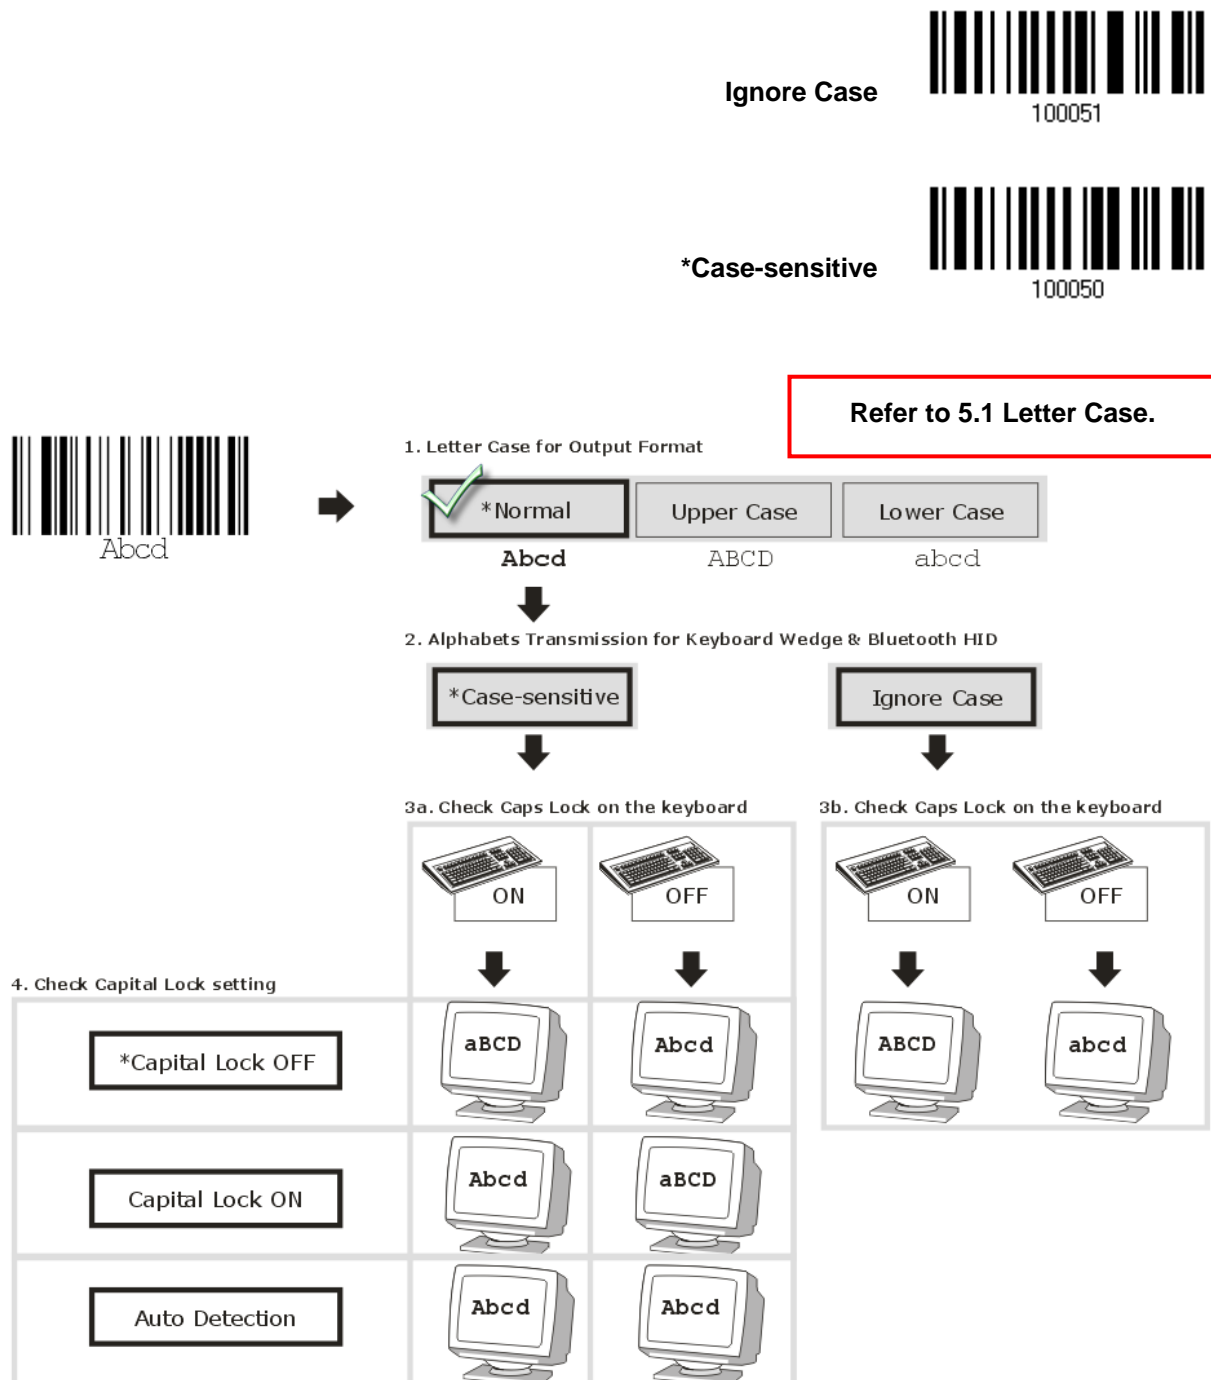 Ignore Case
100051
*Case-sensitive
100050
Refer to 5.1 Letter Case.
1. Letter Case for Output Format
Abcd
*Normal Upper Case Lower Case
Abcd ABCD abcd
2. Alphabets Transmission for Keyboard Wedge & Bluetooth HID
*Case-sensitive Ignore Case
3a. Check Caps Lock on the keyboard 3b. Check Caps Lock on the keyboard
ON OFF ON OFF
4. Check Capital Lock setting
*Capital Lock OFF aBCD Abcd ABCD abcd
Capital Lock ON Abcd aBCD
Auto Detection Abcd Abcd